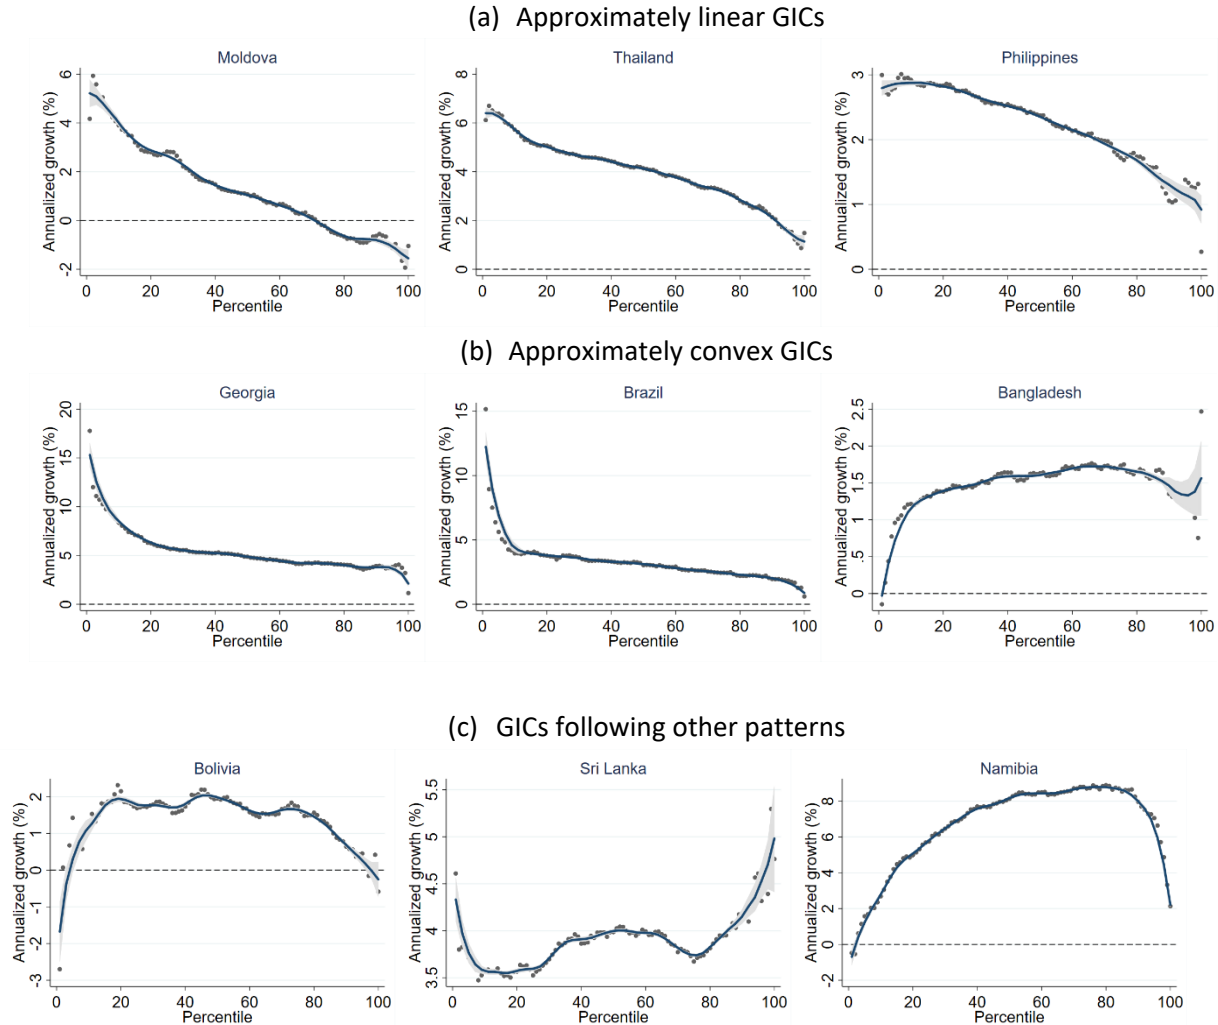 (a) Approximately linear GICs
Moldova
Annualized growth (%)
6
4
2
0
-2
0 20 40 60 80 100
Percentile
Thailand
Annualized growth (%)
8
6
4
2
0
0 20 40 60 80 100
Percentile
Philippines
Annualized growth (%)
3
2
1
0
0 20 40 60 80 100
Percentile
(b) Approximately convex GICs
Georgia
Annualized growth (%)
20
15
10
5
0
0 20 40 60 80 100
Percentile
Brazil
Annualized growth (%)
15
10
5
0
0 20 40 60 80 100
Percentile
Bangladesh
Annualized growth (%)
2.5
2
1.5
1
.5
0
0 20 40 60 80 100
Percentile
(c) GICs following other patterns
Bolivia
Annualized growth (%)
2
1
0
-1
-2
-3
0 20 40 60 80 100
Percentile
Sri Lanka
Annualized growth (%)
5.5
5
4.5
4
3.5
0 20 40 60 80 100
Percentile
Namibia
Annualized growth (%)
8
6
4
2
0
-2
0 20 40 60 80 100
Percentile